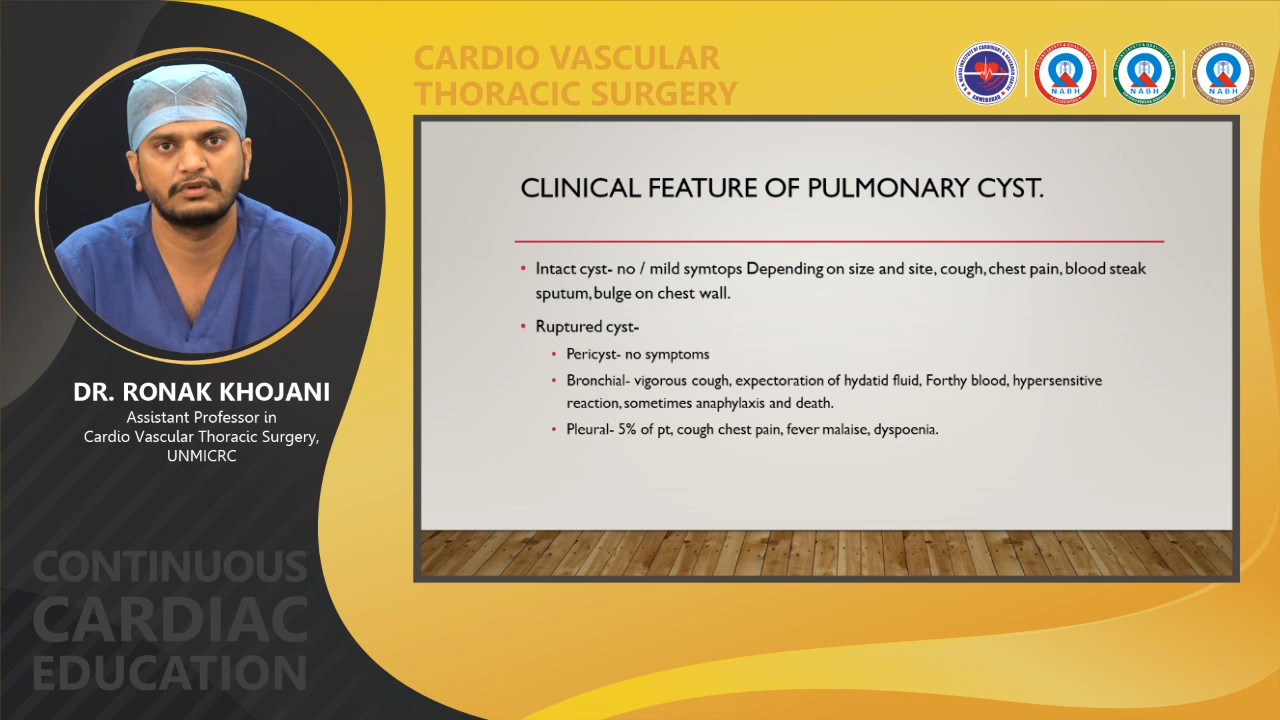 CARDIO VASCULAR
THORACIC SURGERY
NABH
NABH
NABH
CLINICAL FEATURE OF PULMONARY CYST.
• Intact cyst- no / mild symtops Depending on size and site, cough, chest pain, blood steak
sputum, bulge on chest wall.
• Ruptured cyst-
• Pericyst- no symptoms
• Bronchial- vigorous cough, expectoration of hydatid fluid, Forthy blood, hypersensitive
reaction, sometimes anaphylaxis and death.
• Pleural- 5% of pt, cough chest pain, fever malaise, dyspoenia.
DR. RONAK KHOJANI
Assistant Professor in
Cardio Vascular Thoracic Surgery,
UNMICRC
CONTINUOUS
CARDIAC
EDUCATION